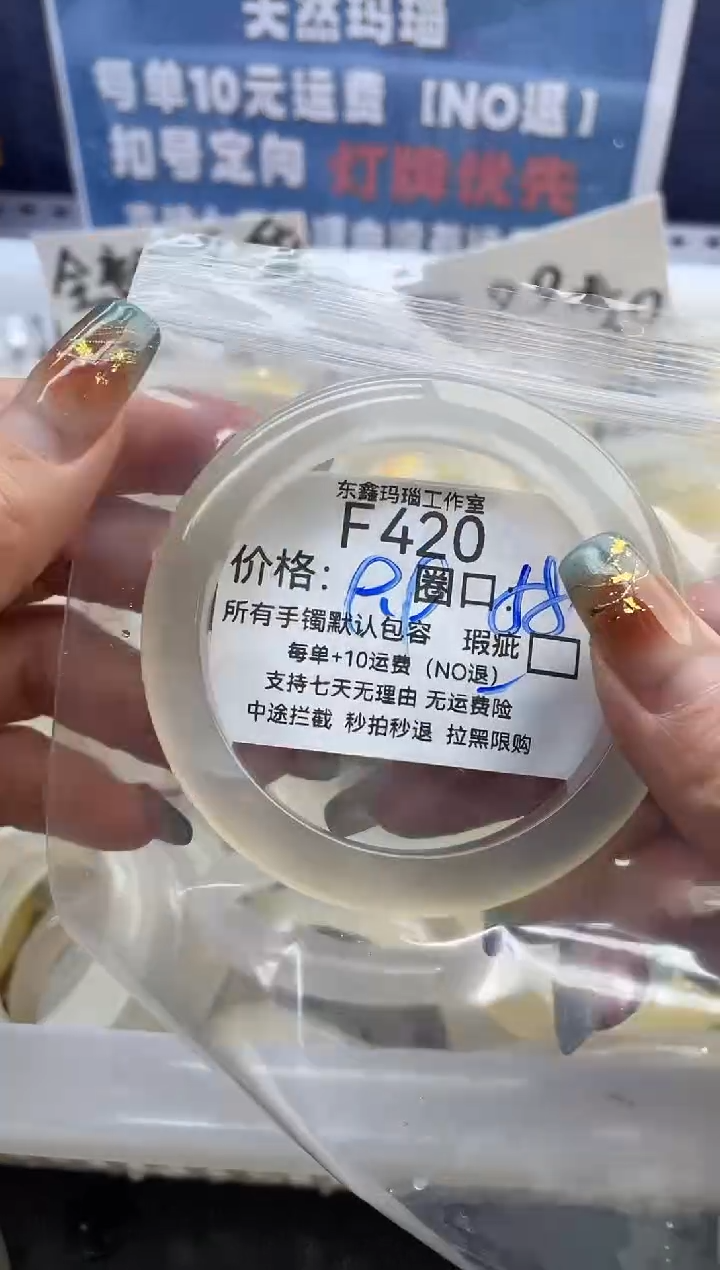 天然玛瑙
号单10元运费 【NO退】
扣号定向 灯牌优先
东鑫玛瑙工作室
F420
价格: 圈口:
所有手镯默认包容 瑕疵
每单+10运费 (NO退)
支持七天无理由 无运费险
中途拦截 秒拍秒退 拉黑限购